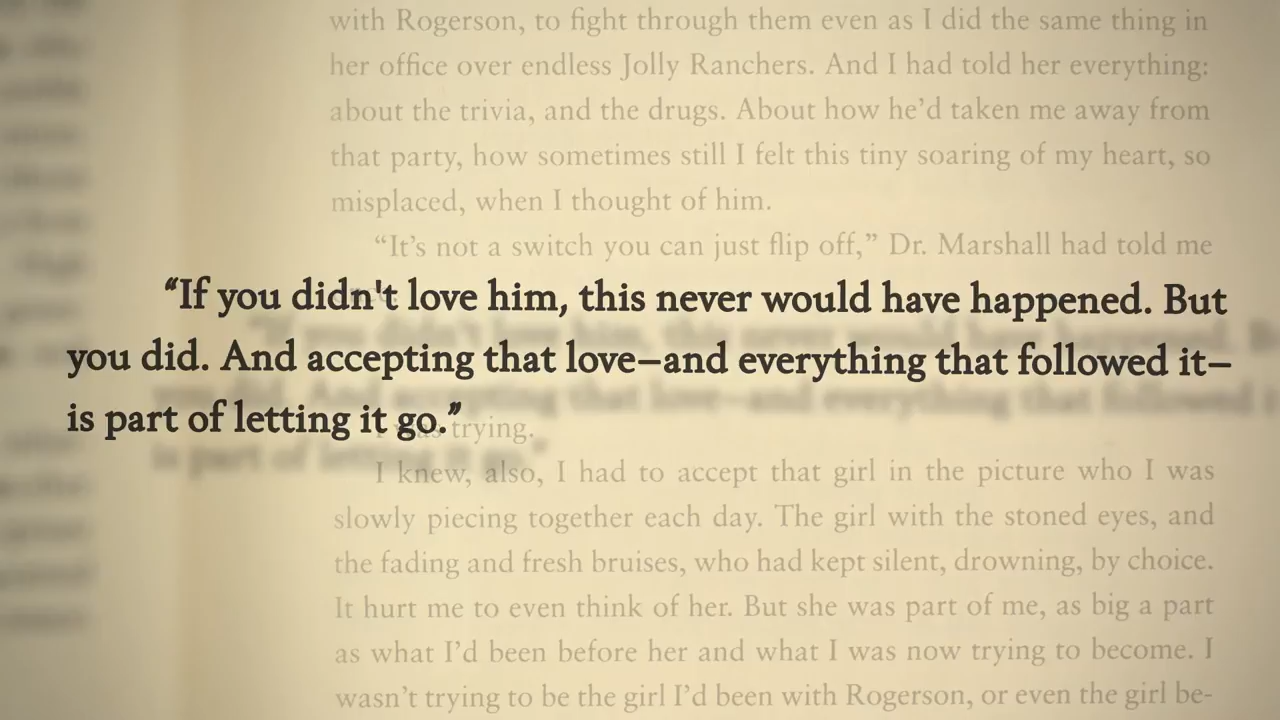 with Rogerson, to fight through them even as I did the same thing in
her office over endless Jolly Ranchers. And I had told her everything:
about the trivia, and the drugs. About how he’d taken me away from
that party, how sometimes still I felt this tiny soaring of my heart, so
misplaced, when I thought of him.
“It’s not a switch you can just flip off,” Dr. Marshall had told me
“If you didn't love him, this never would have happened. But
you did. And accepting that love—and everything that followed it—
is part of letting it go.”
trying.
I knew, also, I had to accept that girl in the picture who I was
slowly piecing together each day. The girl with the stoned eyes, and
the fading and fresh bruises, who had kept silent, drowning, by choice.
It hurt me to even think of her. But she was part of me, as big a part
as what I’d been before her and what I was now trying to become. I
wasn’t trying to be the girl I’d been with Rogerson, or even the girl be-